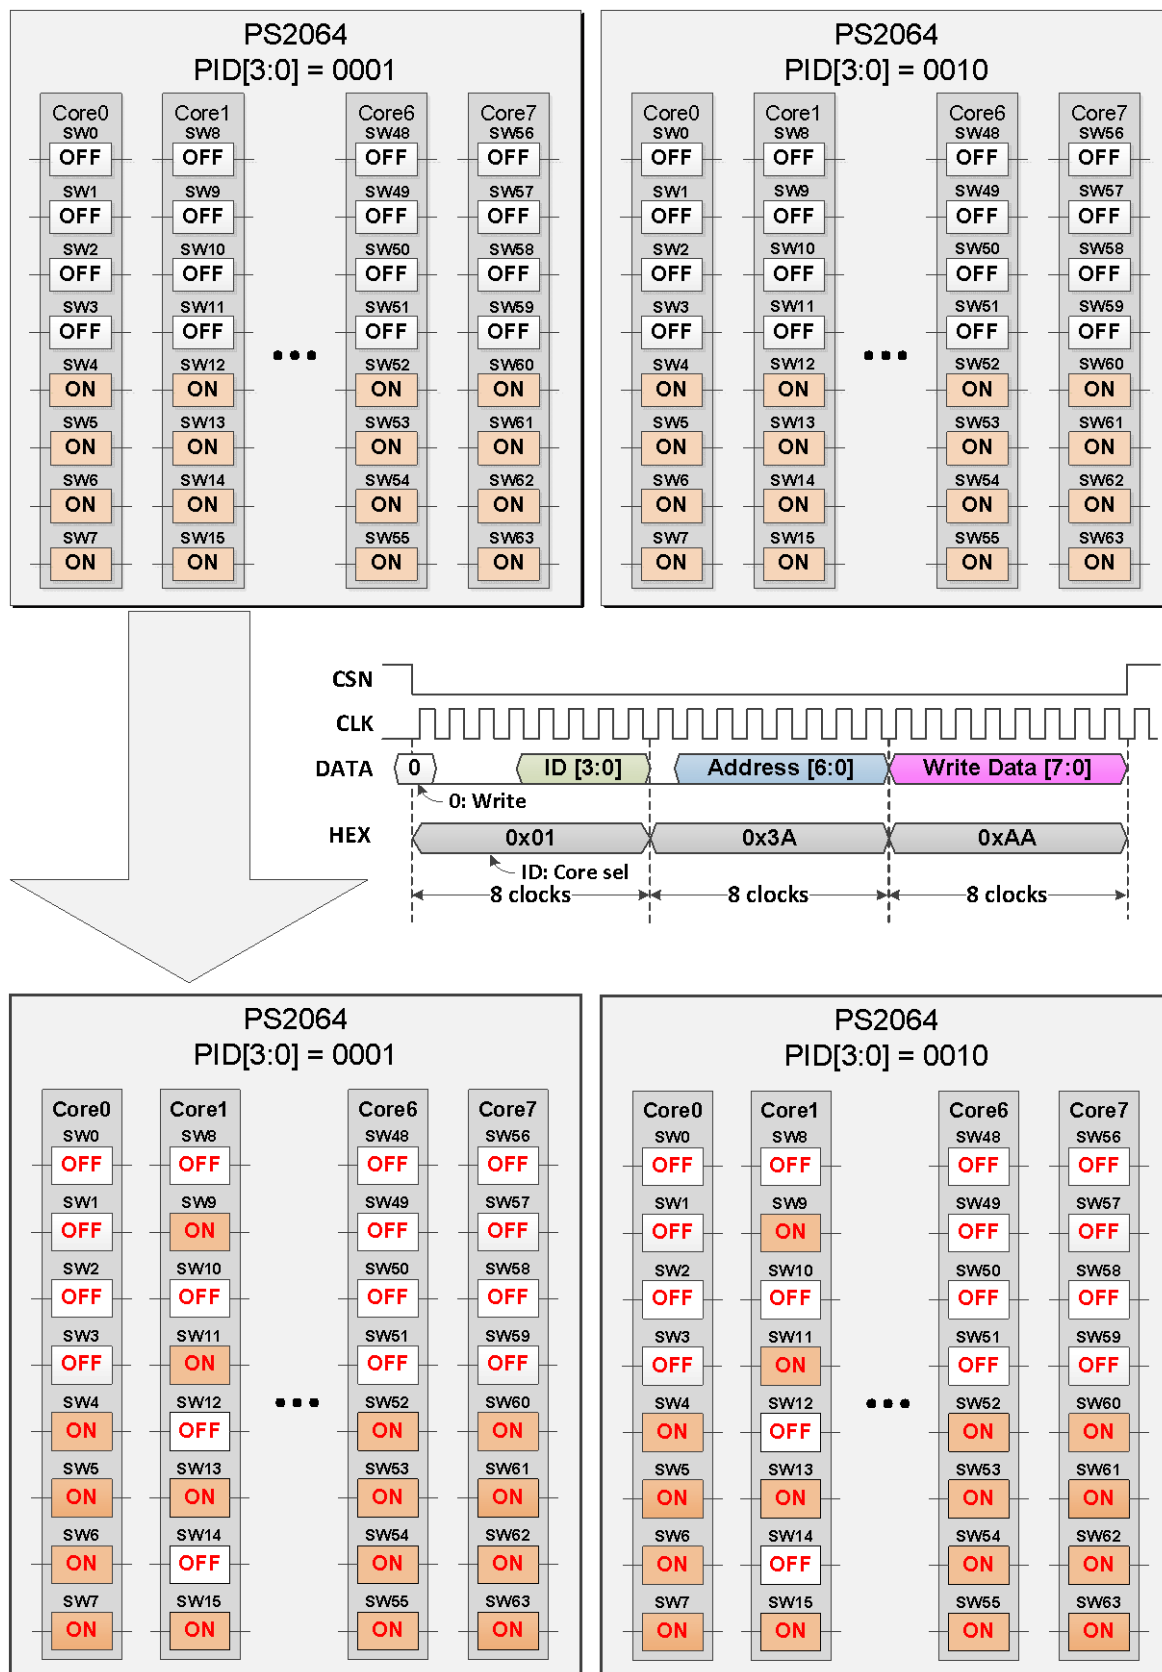 PS2064
PID[3:0] = 0001
Core0 Core1 Core6 Core7
SW0 SW8 SW48 SW56
OFF OFF OFF OFF
SW1 SW9 SW49 SW57
OFF OFF OFF OFF
SW2 SW10 SW50 SW58
OFF OFF OFF OFF
SW3 SW11 SW51 SW59
OFF OFF OFF OFF
SW4 SW12 SW52 SW60
ON ON ON ON
SW5 SW13 SW53 SW61
ON ON ON ON
SW6 SW14 SW54 SW62
ON ON ON ON
SW7 SW15 SW55 SW63
ON ON ON ON
PS2064
PID[3:0] = 0010
Core0 Core1 Core6 Core7
SW0 SW8 SW48 SW56
OFF OFF OFF OFF
SW1 SW9 SW49 SW57
OFF OFF OFF OFF
SW2 SW10 SW50 SW58
OFF OFF OFF OFF
SW3 SW11 SW51 SW59
OFF OFF OFF OFF
SW4 SW12 SW52 SW60
ON ON ON ON
SW5 SW13 SW53 SW61
ON ON ON ON
SW6 SW14 SW54 SW62
ON ON ON ON
SW7 SW15 SW55 SW63
ON ON ON ON
CSN
CLK
DATA 0 ID [3:0] Address [6:0] Write Data [7:0]
0: Write
HEX 0x01 0x3A 0xAA
ID: Core sel
8 clocks 8 clocks 8 clocks
PS2064
PID[3:0] = 0001
Core0 Core1 Core6 Core7
SW0 SW8 SW48 SW56
OFF OFF OFF OFF
SW1 SW9 SW49 SW57
OFF ON OFF OFF
SW2 SW10 SW50 SW58
OFF OFF OFF OFF
SW3 SW11 SW51 SW59
OFF ON OFF OFF
SW4 SW12 SW52 SW60
ON OFF ON ON
SW5 SW13 SW53 SW61
ON ON ON ON
SW6 SW14 SW54 SW62
ON OFF ON ON
SW7 SW15 SW55 SW63
ON ON ON ON
PS2064
PID[3:0] = 0010
Core0 Core1 Core6 Core7
SW0 SW8 SW48 SW56
OFF OFF OFF OFF
SW1 SW9 SW49 SW57
OFF ON OFF OFF
SW2 SW10 SW50 SW58
OFF OFF OFF OFF
SW3 SW11 SW51 SW59
OFF ON OFF OFF
SW4 SW12 SW52 SW60
ON OFF ON ON
SW5 SW13 SW53 SW61
ON ON ON ON
SW6 SW14 SW54 SW62
ON OFF ON ON
SW7 SW15 SW55 SW63
ON ON ON ON